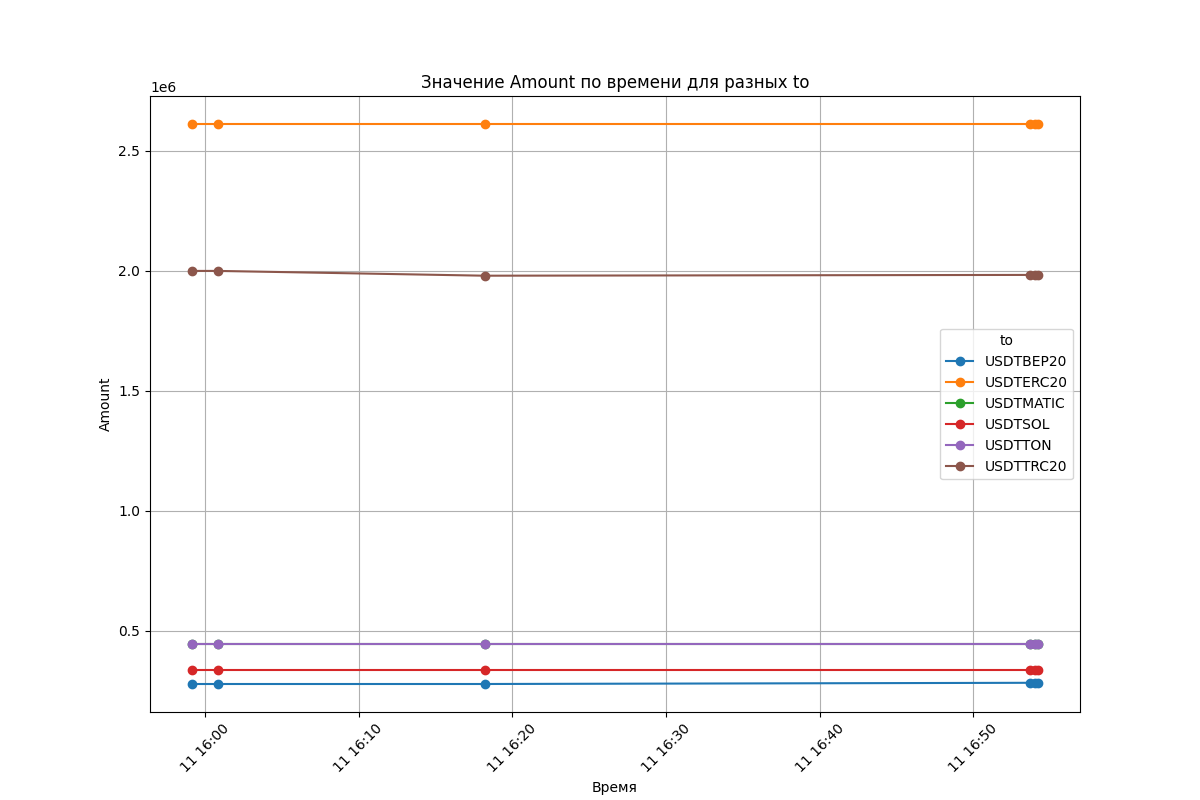 Значение Amount по времени для разных to
1e6
2.5
2.0
1.5
1.0
0.5
Amount
to
USDTBEP20
USDTERC20
USDTMATIC
USDTSOL
USDTTON
USDTTRC20
11 16:00
11 16:10
11 16:20
11 16:30
11 16:40
11 16:50
Время